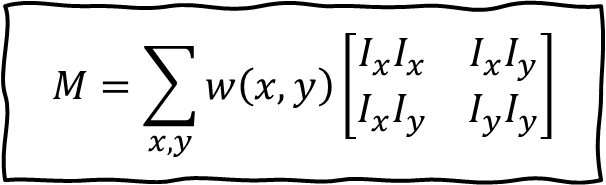 M = ∑_{x,y} w(x, y) [I_x I_x  I_x I_y; I_x I_y  I_y I_y]